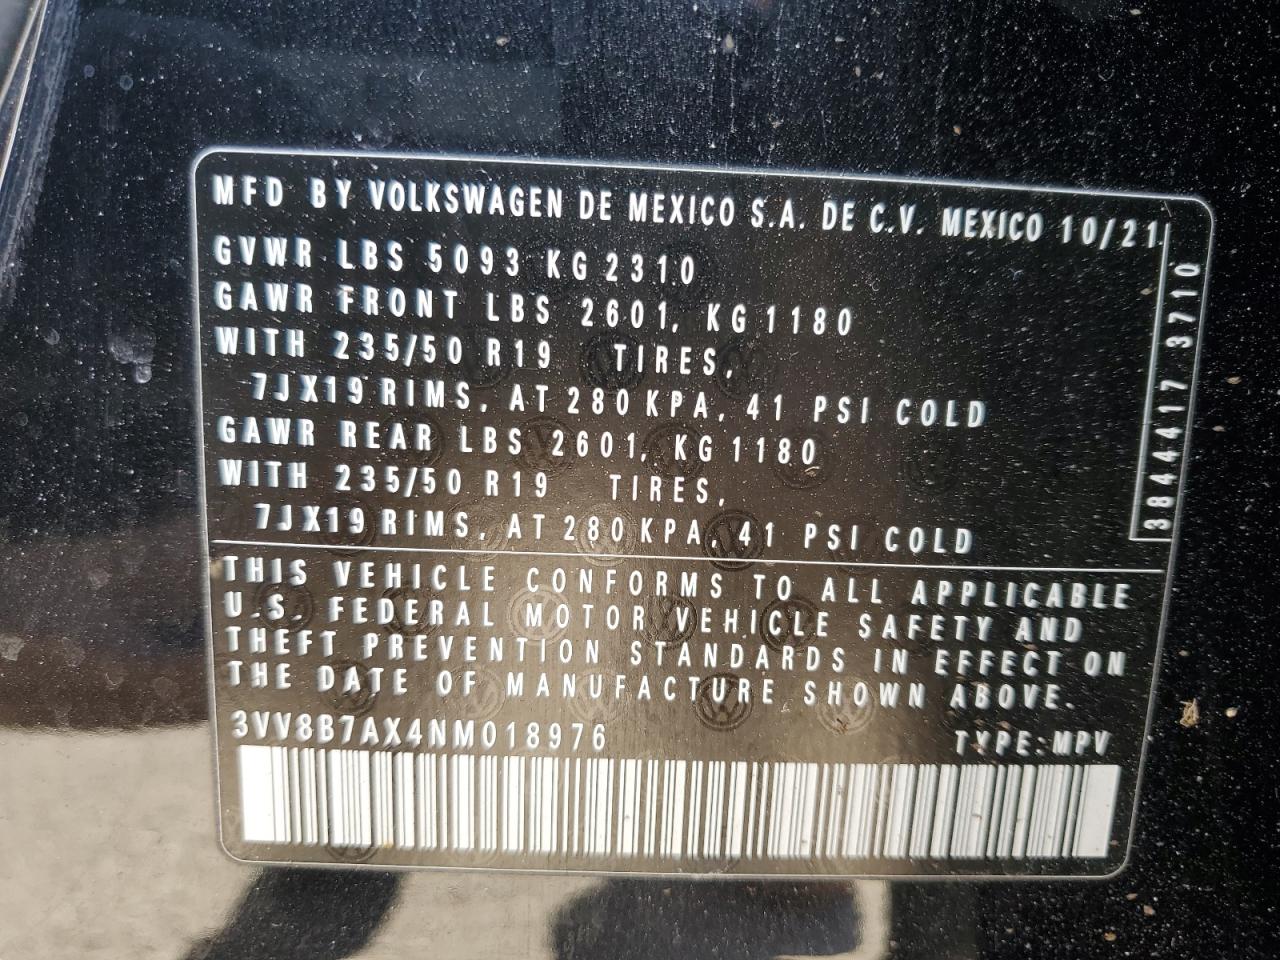 MFD BY VOLKSWAGEN DE MEXICO S.A. DE C.V. MEXICO 10/21
GVWR LBS 5093 KG 2310
GAWR FRONT LBS 2601, KG 1180
WITH 235/50 R19 TIRES,
7JX19 RIMS, AT 280 KPA, 41 PSI COLD
GAWR REAR LBS 2601, KG 1180
WITH 235/50 R19 TIRES,
7JX19 RIMS, AT 280 KPA, 41 PSI COLD
3844417 3710
THIS VEHICLE CONFORMS TO ALL APPLICABLE
U.S. FEDERAL MOTOR VEHICLE SAFETY AND
THEFT PREVENTION STANDARDS IN EFFECT ON
THE DATE OF MANUFACTURE SHOWN ABOVE.
3VV8B7AX4NM018976 TYPE:MPV